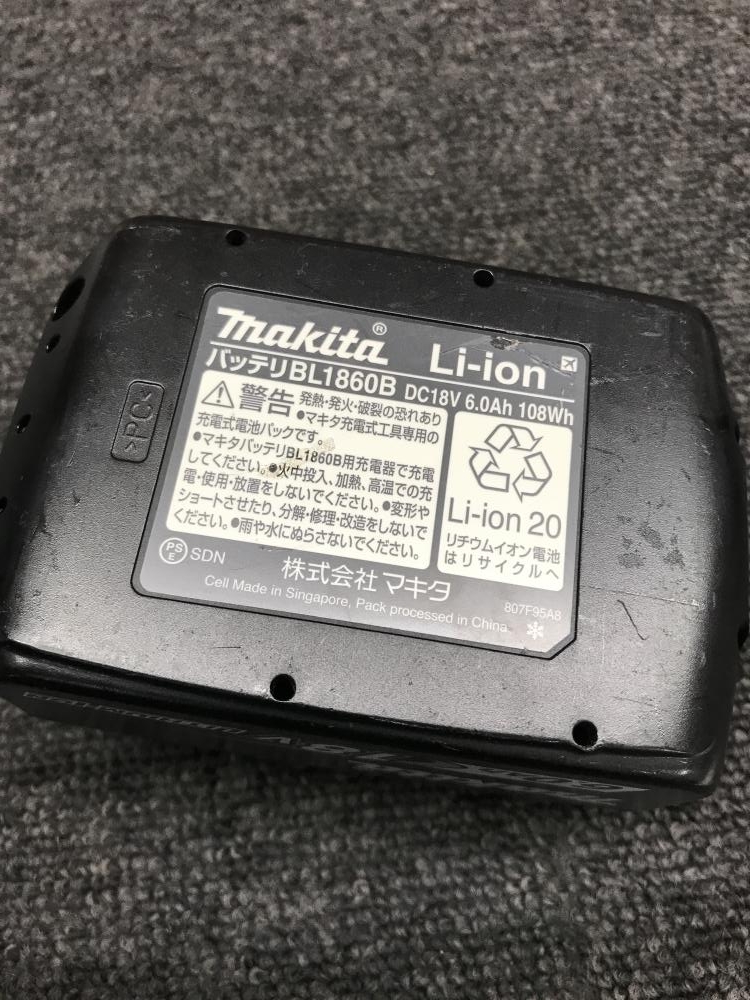 makita® Li-ion
バッテリBL1860B DC18V 6.0Ah 108Wh
警告 発熱・発火・破裂の恐れあり
●マキタ充電式工具専用の
充電式電池パックです。
●マキタバッテリBL1860B用充電器で充電
してください。●火中投入、加熱、高温での充
電・使用・放置をしないでください。●変形や
ショートさせたり、分解・修理・改造をしないで
ください。●雨や水にぬらさないでください。
Li-ion 20
リチウムイオン電池
はリサイクルへ
PSE SDN
株式会社 マキタ
Cell Made in Singapore, Pack processed in China
807F95A8
>PC<